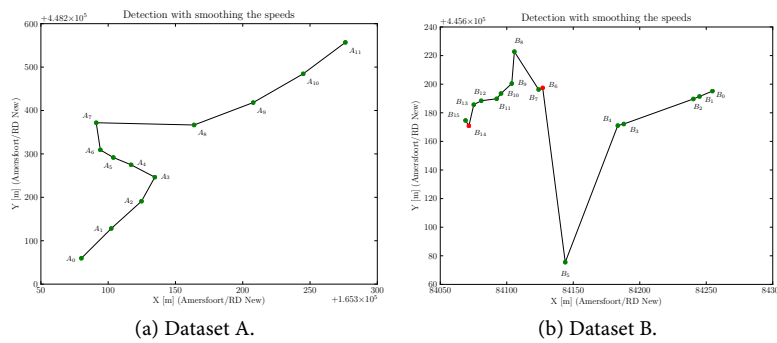 Detection with smoothing the speeds
+4.482×10⁵
600
500
400
300
200
100
0
Y [m] (Amersfoort/RD New)
A₁₁
A₁₀
A₉
A₇
A₈
A₆
A₅
A₄
A₃
A₂
A₁
A₀
50
100
150
200
250
300
X [m] (Amersfoort/RD New)
+1.653×10⁵
(a) Dataset A.
Detection with smoothing the speeds
+4.456×10⁵
240
220
200
180
160
140
120
100
80
60
Y [m] (Amersfoort/RD New)
B₈
B₉
B₆
B₇
B₁₂
B₁₀
B₁₃
B₁₁
B₁₅
B₁₄
B₀
B₁
B₂
B₄
B₃
B₅
84050
84100
84150
84200
84250
8430
X [m] (Amersfoort/RD New)
(b) Dataset B.